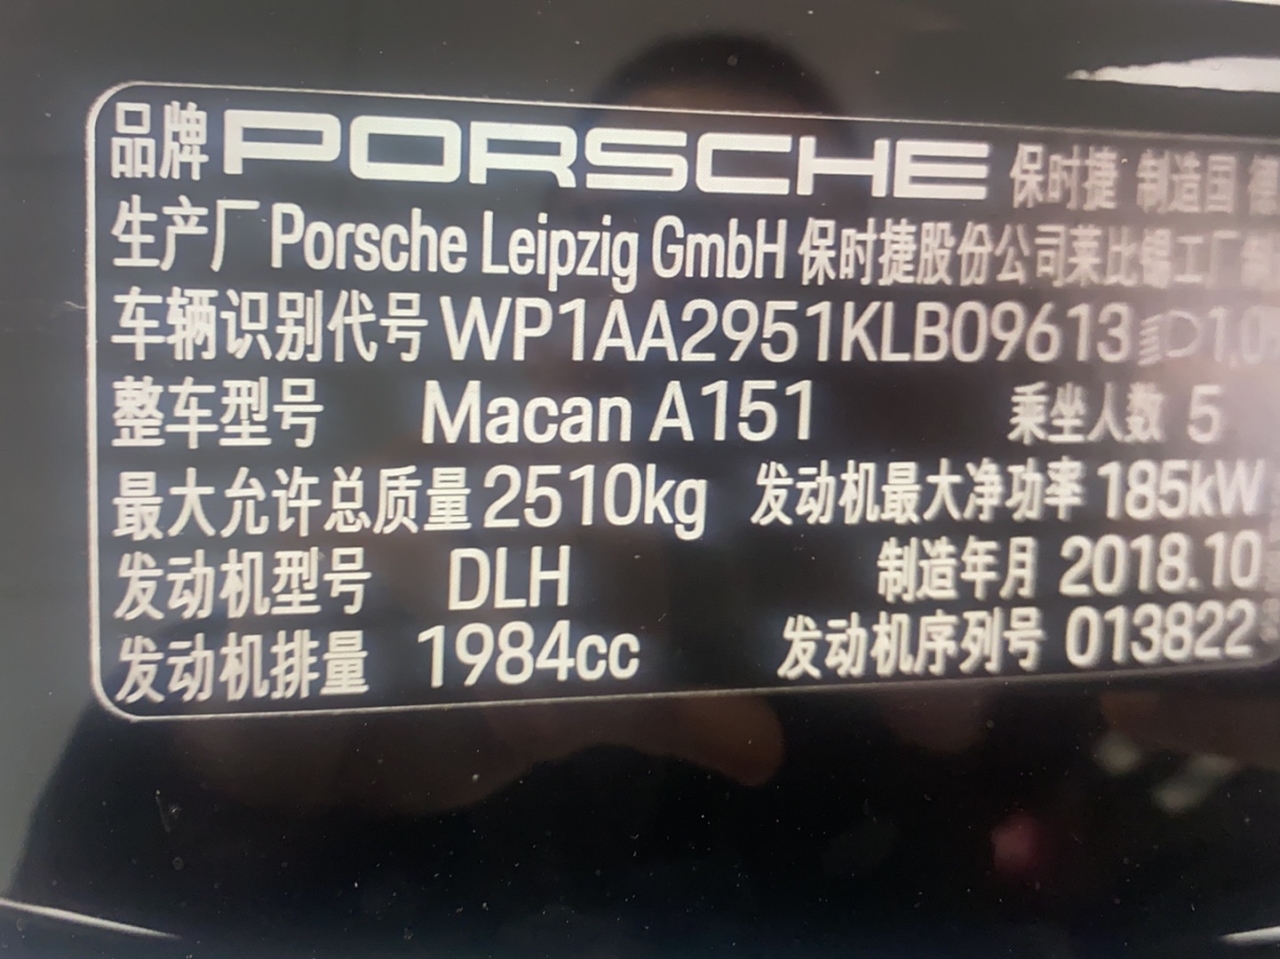 品牌 PORSCHE 保时捷 制造国 德
生产厂 Porsche Leipzig GmbH 保时捷股份公司莱比锡工厂
车辆识别代号 WP1AA2951KLB09613 1,0
整车型号 Macan A151 乘坐人数 5
最大允许总质量 2510kg 发动机最大净功率 185kW
发动机型号 DLH 制造年月 2018.10
发动机排量 1984cc 发动机序列号 013822